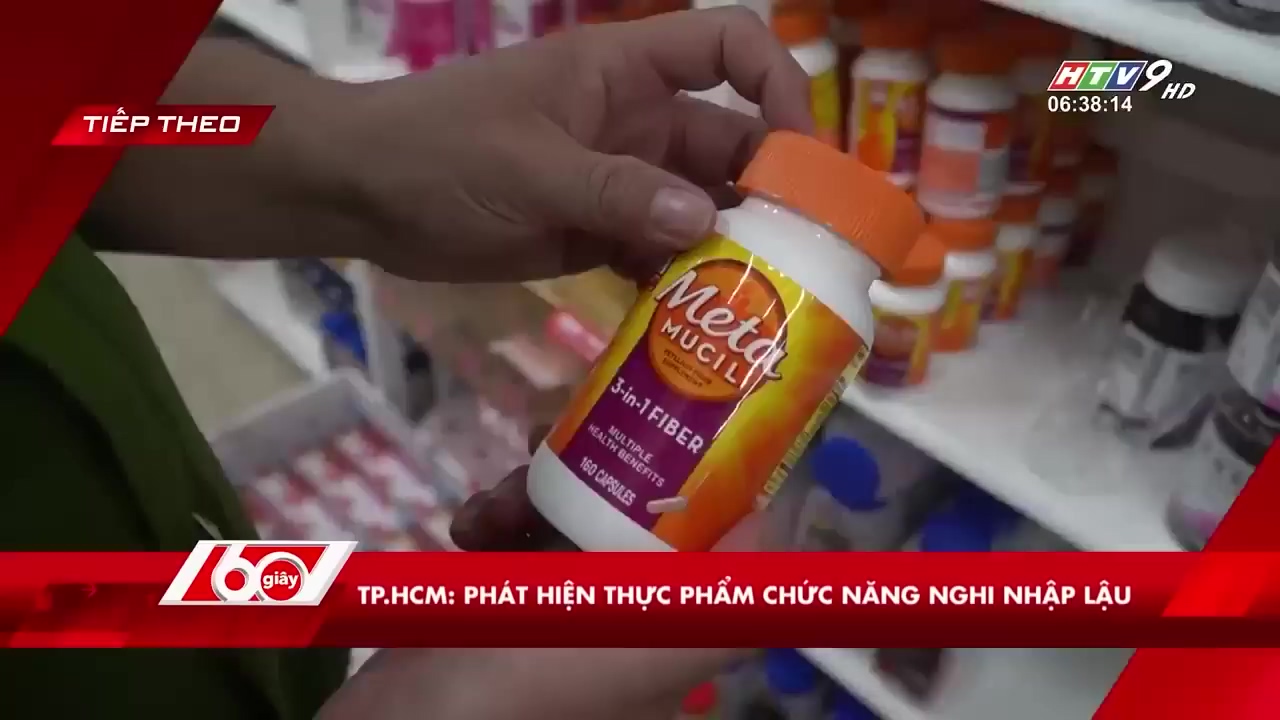 HTV9 HD
06:38:14
TIẾP THEO
Meta
MUCIL
3-in-1 FIBER
MULTIPLE
HEALTH BENEFITS
160 CAPSULES
60 giây
TP.HCM: PHÁT HIỆN THỰC PHẨM CHỨC NĂNG NGHI NHẬP LẬU